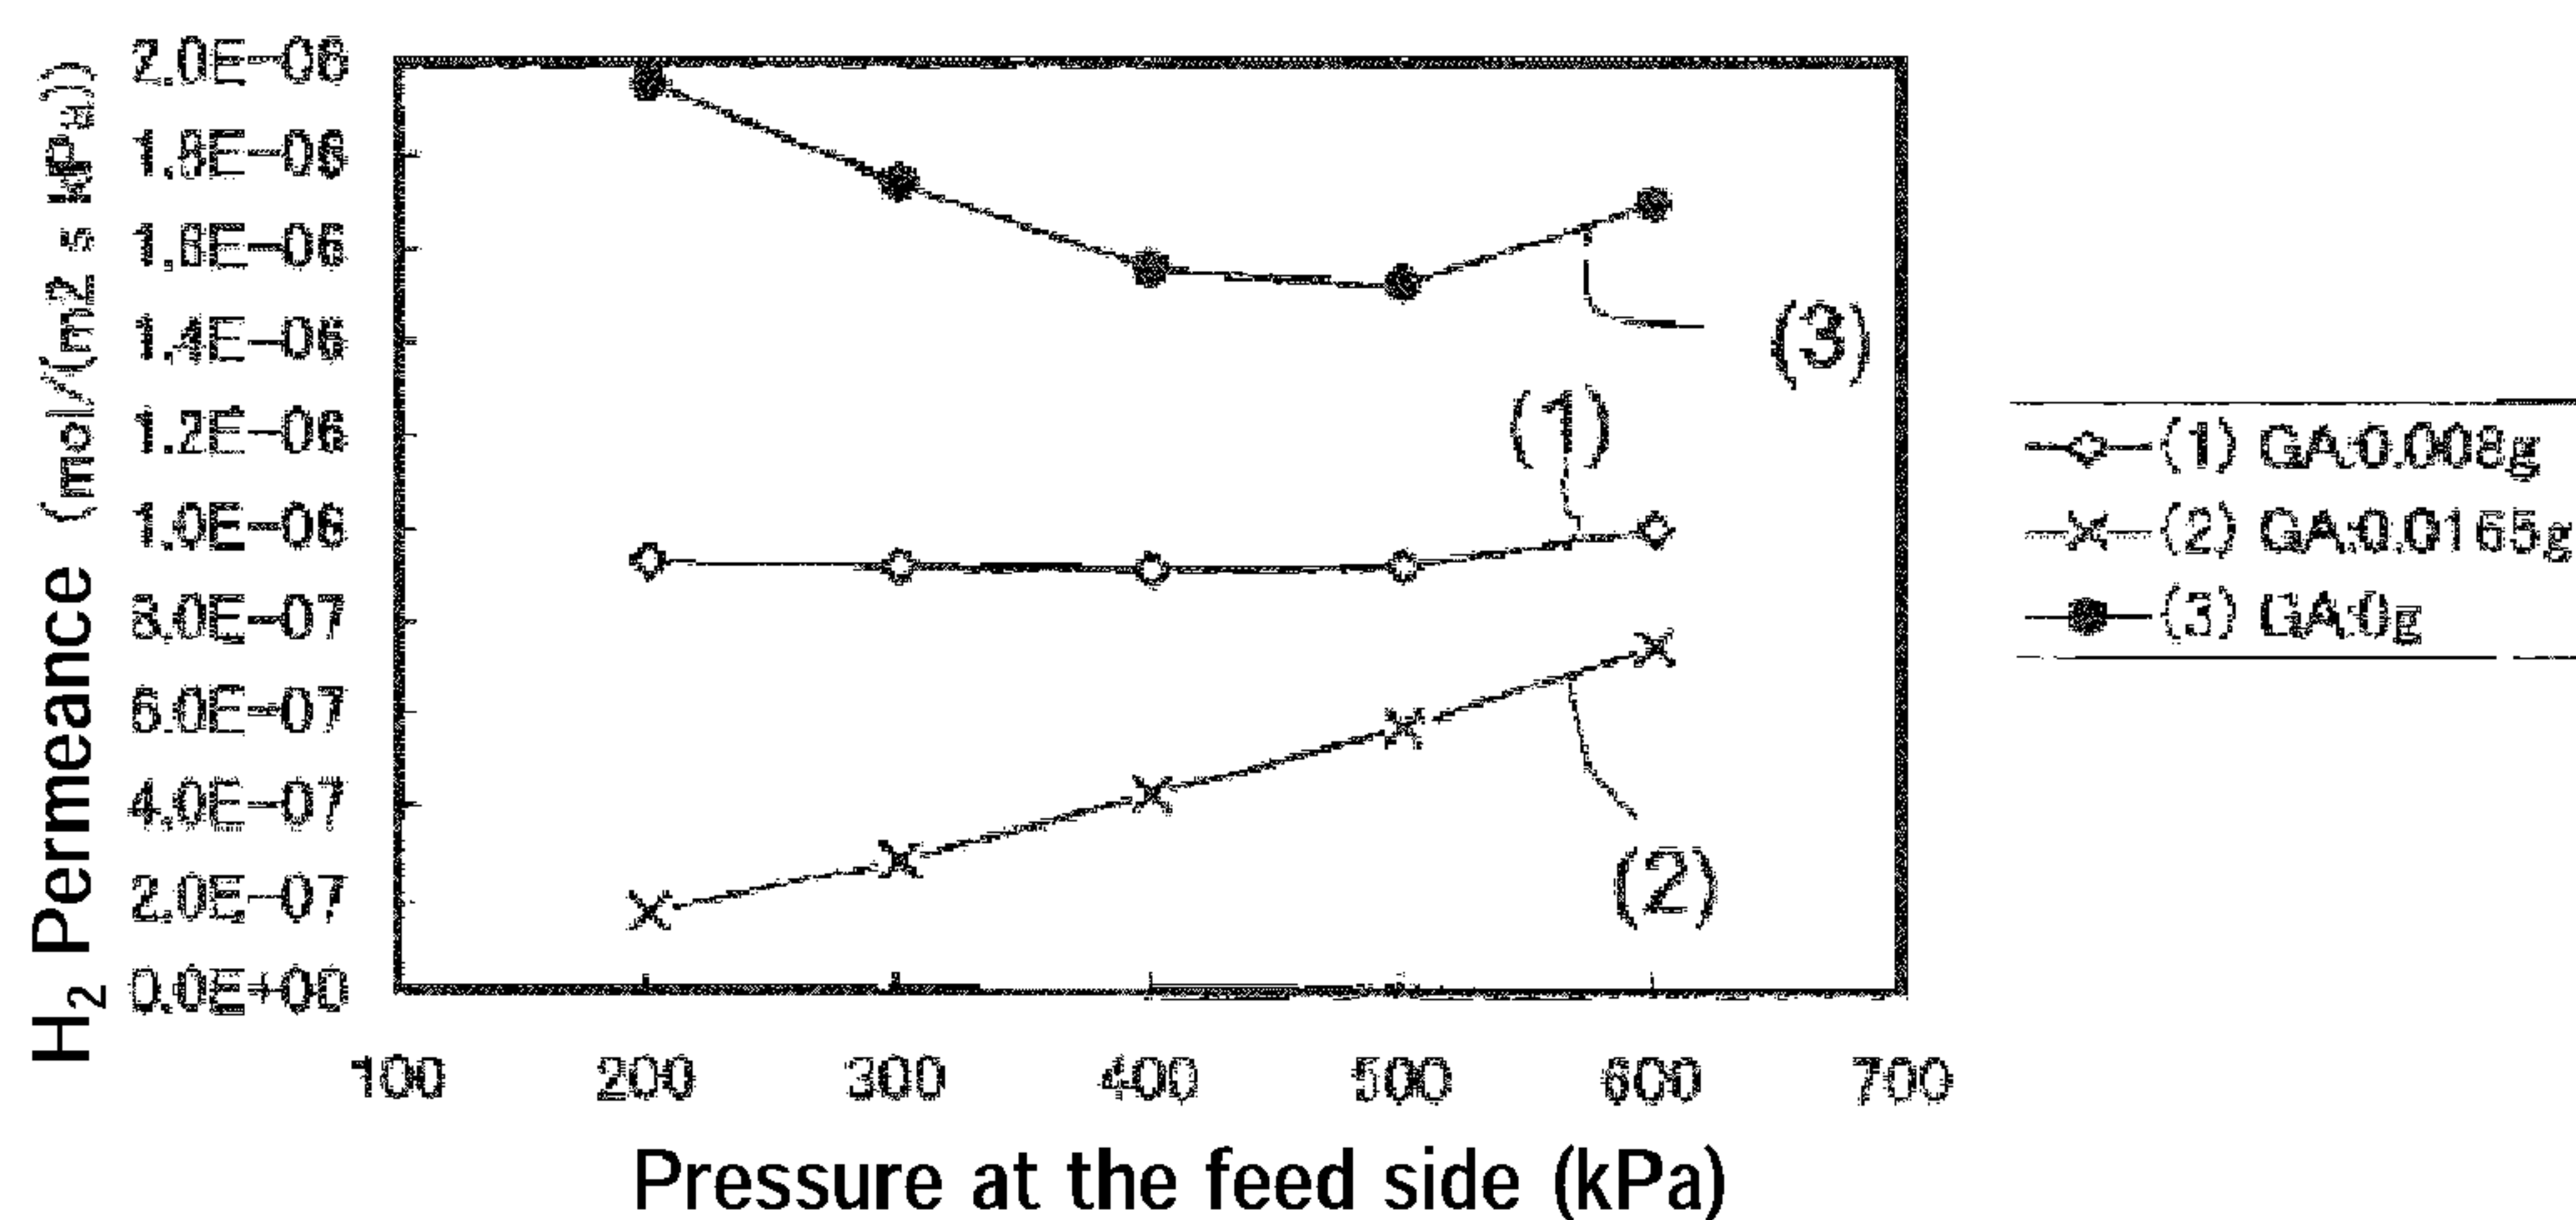 H₂ Permeance (mol/(m2 s kPa))
2.0E-06
1.8E-06
1.6E-06
1.4E-06
1.2E-06
1.0E-06
8.0E-07
6.0E-07
4.0E-07
2.0E-07
0.0E+00
100 200 300 400 500 600 700
Pressure at the feed side (kPa)
(3)
(1)
(2)
(1) GA:0.008g
(2) GA:0.0165g
(3) GA:0g